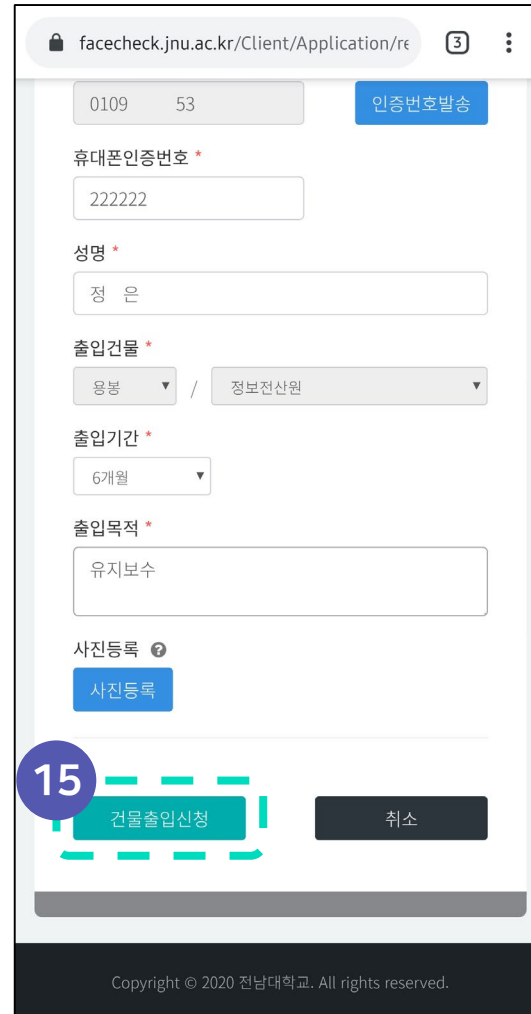 facecheck.jnu.ac.kr/Client/Application/re 3
0109 53 인증번호발송
휴대폰인증번호 *
222222
성명 *
정 은
출입건물 *
용봉 / 정보전산원
출입기간 *
6개월
출입목적 *
유지보수
사진등록 ?
사진등록
15
건물출입신청 취소
Copyright © 2020 전남대학교. All rights reserved.